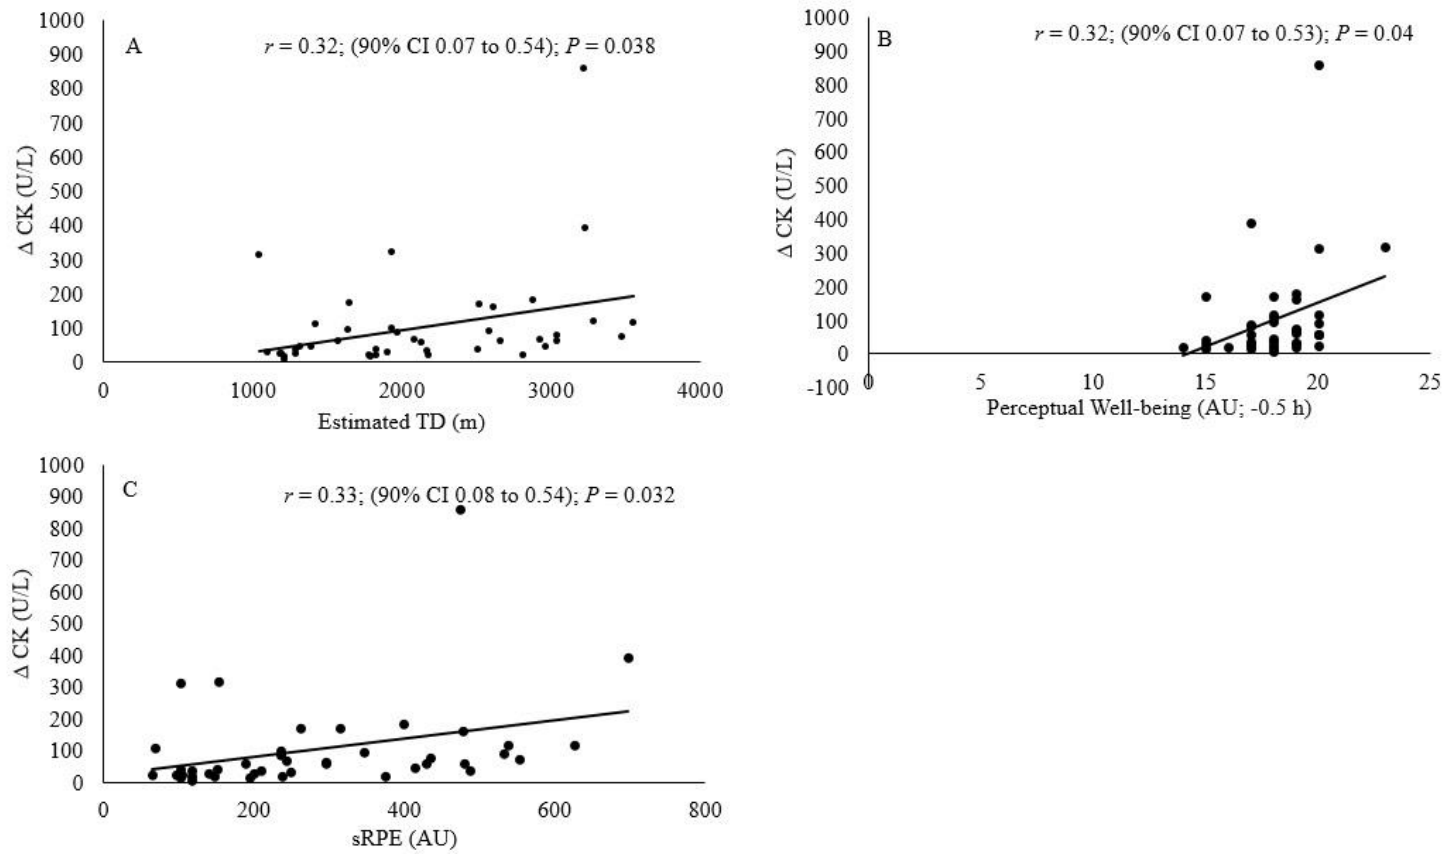 A
r = 0.32; (90% CI 0.07 to 0.54); P = 0.038
1000
900
800
700
600
500
400
300
200
100
0
Δ CK (U/L)
0 1000 2000 3000 4000
Estimated TD (m)
B
r = 0.32; (90% CI 0.07 to 0.53); P = 0.04
1000
900
800
700
600
500
400
300
200
100
0
-100
Δ CK (U/L)
0 5 10 15 20 25
Perceptual Well-being (AU; -0.5 h)
C
r = 0.33; (90% CI 0.08 to 0.54); P = 0.032
1000
900
800
700
600
500
400
300
200
100
0
Δ CK (U/L)
0 200 400 600 800
sRPE (AU)